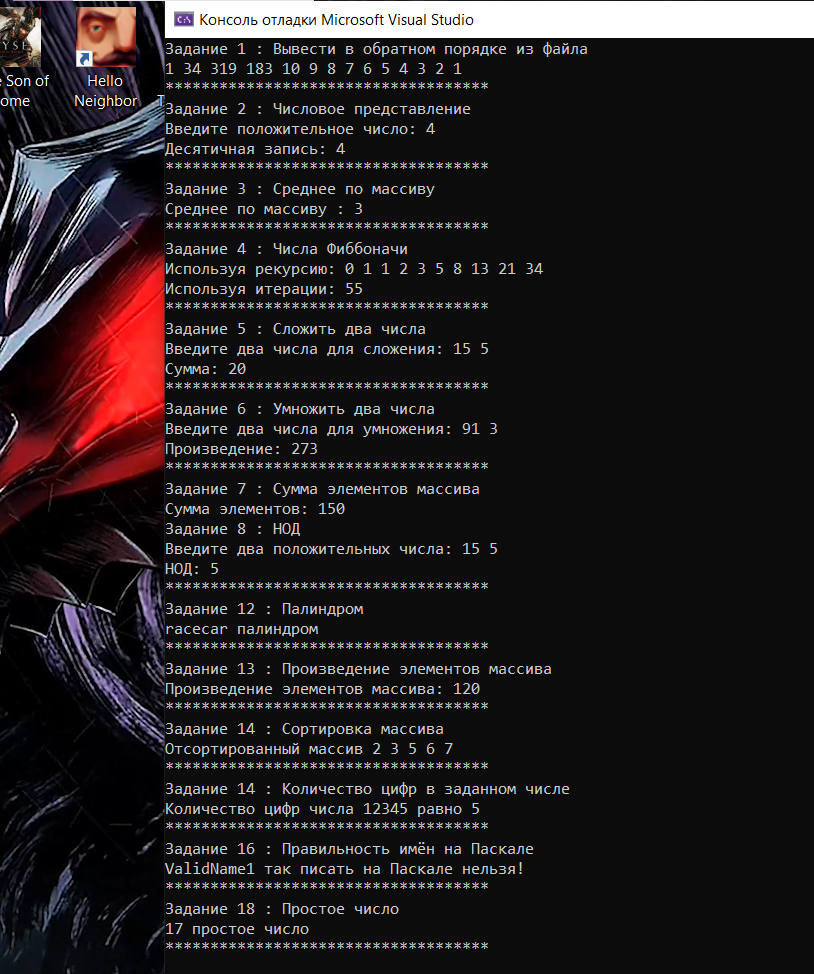 YSE
Son of
ome
Hello
Neighbor
C:\ Консоль отладки Microsoft Visual Studio
Задание 1 : Вывести в обратном порядке из файла
1 34 319 183 10 9 8 7 6 5 4 3 2 1
************************************
Задание 2 : Числовое представление
Введите положительное число: 4
Десятичная запись: 4
************************************
Задание 3 : Среднее по массиву
Среднее по массиву : 3
************************************
Задание 4 : Числа Фиббоначи
Используя рекурсию: 0 1 1 2 3 5 8 13 21 34
Используя итерации: 55
************************************
Задание 5 : Сложить два числа
Введите два числа для сложения: 15 5
Сумма: 20
************************************
Задание 6 : Умножить два числа
Введите два числа для умножения: 91 3
Произведение: 273
************************************
Задание 7 : Сумма элементов массива
Сумма элементов: 150
Задание 8 : НОД
Введите два положительных числа: 15 5
НОД: 5
************************************
Задание 12 : Палиндром
racecar палиндром
************************************
Задание 13 : Произведение элементов массива
Произведение элементов массива: 120
************************************
Задание 14 : Сортировка массива
Отсортированный массив 2 3 5 6 7
************************************
Задание 14 : Количество цифр в заданном числе
Количество цифр числа 12345 равно 5
************************************
Задание 16 : Правильность имён на Паскале
ValidName1 так писать на Паскале нельзя!
************************************
Задание 18 : Простое число
17 простое число
************************************